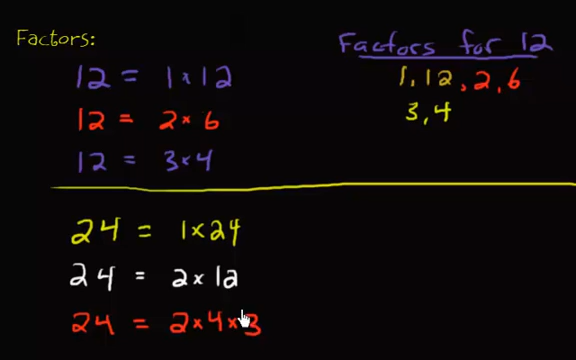 Factors:
12 = 1 × 12
12 = 2 × 6
12 = 3 × 4
Factors for 12
1, 12, 2, 6
3, 4
24 = 1 × 24
24 = 2 × 12
24 = 2 × 4 × 3